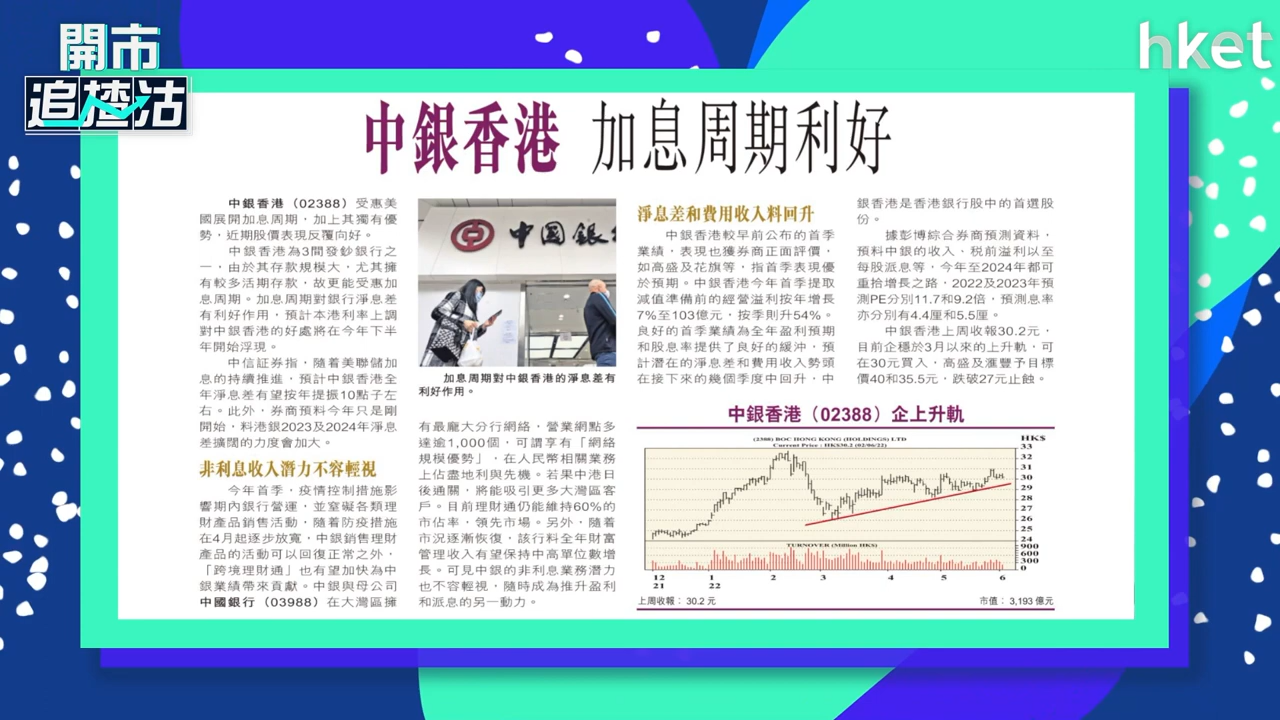 開市
追揸沽
hket
中銀香港 加息周期利好
中銀香港（02388）受惠美
國展開加息周期，加上其獨有優
勢，近期股價表現反覆向好。
中銀香港為3間發鈔銀行之
一，由於其存款規模大，尤其擁
有較多活期存款，故更能受惠加
息周期。加息周期對銀行淨息差
有利好作用，預計本港利率上調
對中銀香港的好處將在今年下半
年開始浮現。
中信証券指，隨着美聯儲加
息的持續推進，預計中銀香港全
年淨息差有望按年提振10點子左
右。此外，券商預料今年只是剛
開始，料港銀2023及2024年淨息
差擴闊的力度會加大。
非利息收入潛力不容輕視
今年首季，疫情控制措施影
響期內銀行營運，並窒礙各類理
財產品銷售活動，隨着防疫措施
在4月起逐步放寬，中銀銷售理財
產品的活動可以回復正常之外，
「跨境理財通」也有望加快為中
銀業績帶來貢獻。中銀與母公司
中國銀行（03988）在大灣區擁
中國銀
加息周期對中銀香港的淨息差有
利好作用。
有最龐大分行網絡，營業網點多
達逾1,000個，可謂享有「網絡
規模優勢」，在人民幣相關業務
上佔盡地利與先機。若果中港日
後通關，將能吸引更多大灣區客
戶。目前理財通仍能維持60%的
市佔率，領先市場。另外，隨着
市況逐漸恢復，該行料全年財富
管理收入有望保持中高單位數增
長。可見中銀的非利息業務潛力
也不容輕視，隨時成為推升盈利
和派息的另一動力。
淨息差和費用收入料回升
中銀香港較早前公布的首季
業績，表現也獲券商正面評價，
如高盛及花旗等，指首季表現優
於預期。中銀香港今年首季提取
減值準備前的經營溢利按年增長
7%至103億元，按季則升54%。
良好的首季業績為全年盈利預期
和股息率提供了良好的緩沖，預
計潛在的淨息差和費用收入勢頭
在接下來的幾個季度中回升，中
銀香港是香港銀行股中的首選股
份。
據彭博綜合券商預測資料，
預料中銀的收入、稅前溢利以至
每股派息等，今年至2024年都可
重拾增長之路，2022及2023年預
測PE分別11.7和9.2倍，預測息率
亦分別有4.4厘和5.5厘。
中銀香港上周收報30.2元，
目前企穩於3月以來的上升軌，可
在30元買入，高盛及滙豐予目標
價40和35.5元，跌破27元止蝕。
中銀香港（02388）企上升軌
(2388) BOC HONG KONG (HOLDINGS) LTD
Current Price : HK$30.2 (02/06/22)
HK$
33
32
31
30
29
28
27
26
25
24
TURNOVER (Million HK$)
900
600
300
0
12 1 2 3 4 5 6
21 22
上周收報： 30.2 元
市值： 3,193 億元